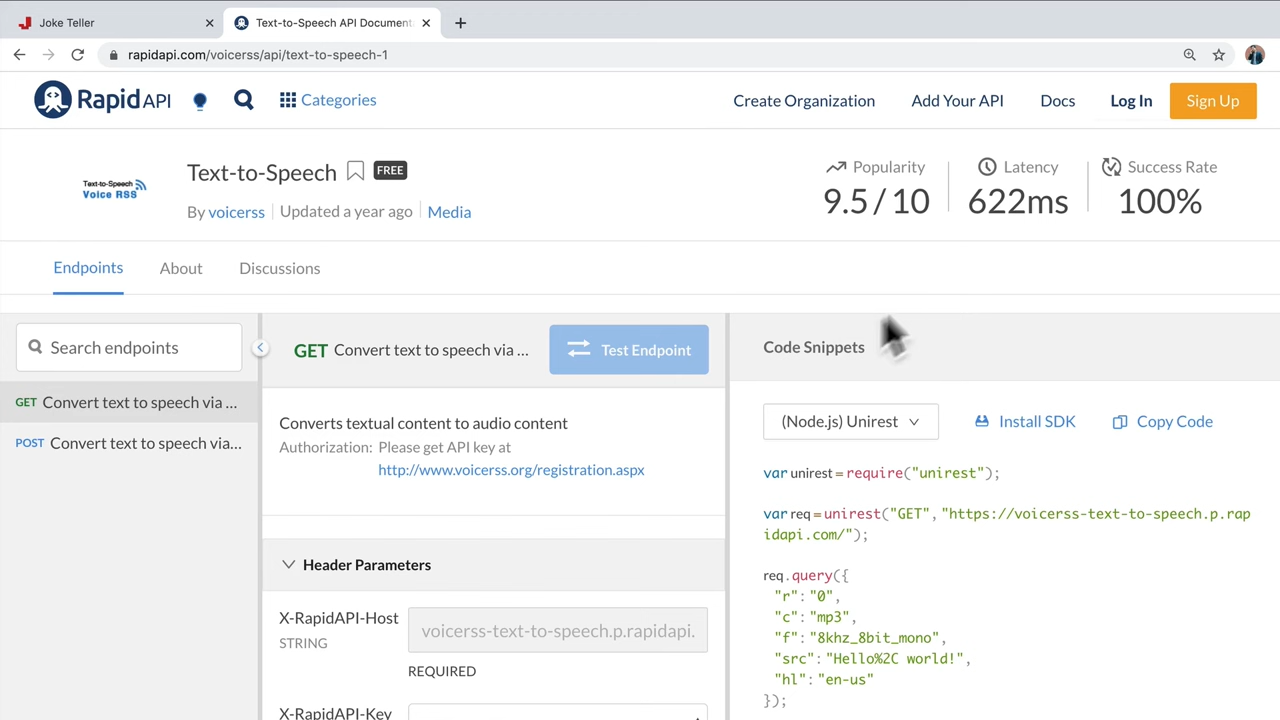 Joke Teller
Text-to-Speech API Document
rapidapi.com/voicerss/api/text-to-speech-1
Rapid API
Categories
Create Organization
Add Your API
Docs
Log In
Sign Up
Text-to-Speech
Voice RSS
Text-to-Speech
FREE
By voicerss
Updated a year ago
Media
Popularity
9.5 / 10
Latency
622ms
Success Rate
100%
Endpoints
About
Discussions
Search endpoints
GET Convert text to speech via ...
POST Convert text to speech via...
GET Convert text to speech via ...
Test Endpoint
Converts textual content to audio content
Authorization: Please get API key at
http://www.voicerss.org/registration.aspx
Header Parameters
X-RapidAPI-Host
STRING
voicerss-text-to-speech.p.rapidapi.
REQUIRED
X-RapidAPI-Key
Code Snippets
(Node.js) Unirest
Install SDK
Copy Code
var unirest = require("unirest");
var req = unirest("GET", "https://voicerss-text-to-speech.p.rap
idapi.com/");
req.query({
"r": "0",
"c": "mp3",
"f": "8khz_8bit_mono",
"src": "Hello%2C world!",
"hl": "en-us"
});